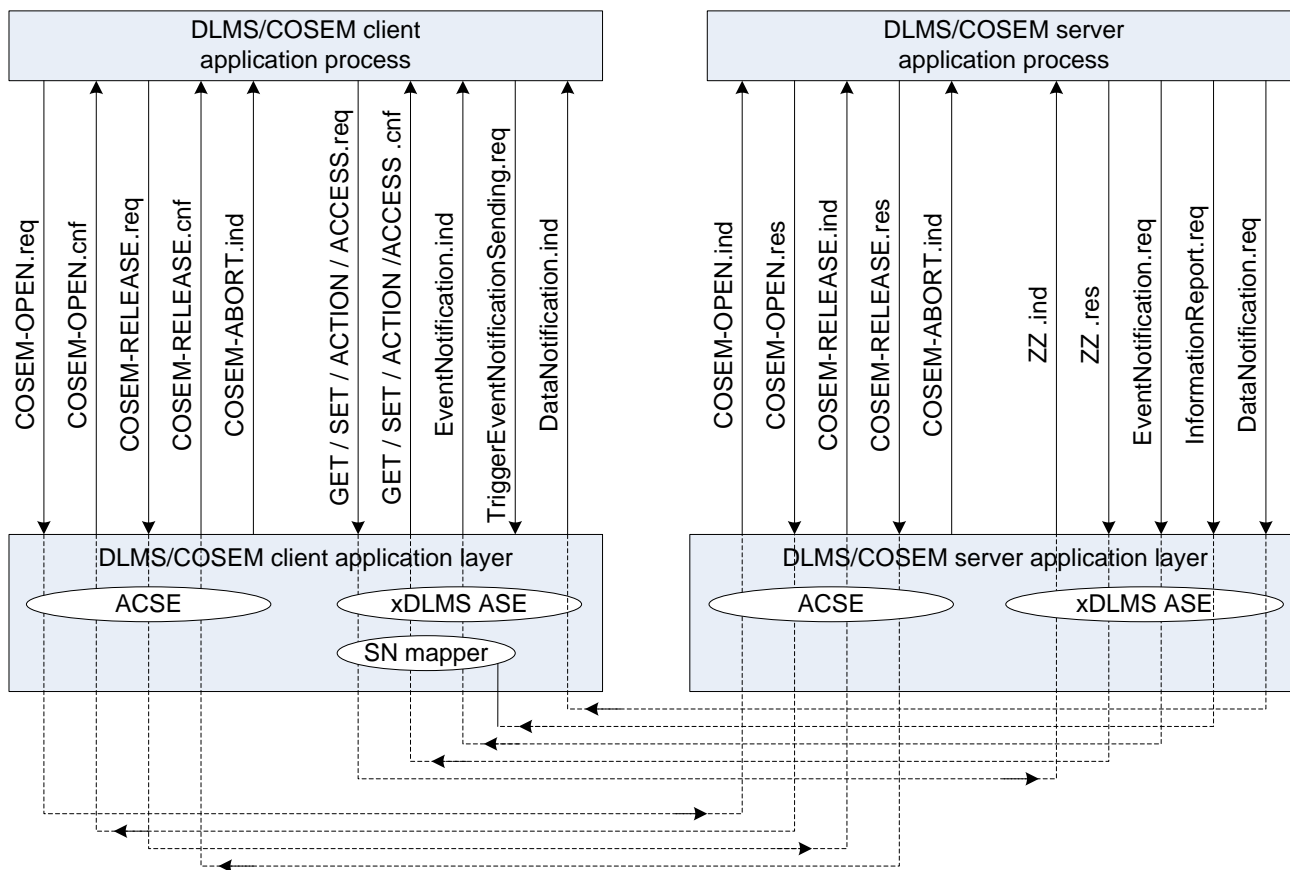 DLMS/COSEM client
application process
DLMS/COSEM server
application process
COSEM-OPEN.req
COSEM-OPEN.cnf
COSEM-RELEASE.req
COSEM-RELEASE.cnf
COSEM-ABORT.ind
GET / SET / ACTION / ACCESS.req
GET / SET / ACTION /ACCESS .cnf
EventNotification.ind
TriggerEventNotificationSending.req
DataNotification.ind
COSEM-OPEN.ind
COSEM-OPEN.res
COSEM-RELEASE.ind
COSEM-RELEASE.res
COSEM-ABORT.ind
ZZ .ind
ZZ .res
EventNotification.req
InformationReport.req
DataNotification.req
DLMS/COSEM client application layer
ACSE
xDLMS ASE
SN mapper
DLMS/COSEM server application layer
ACSE
xDLMS ASE